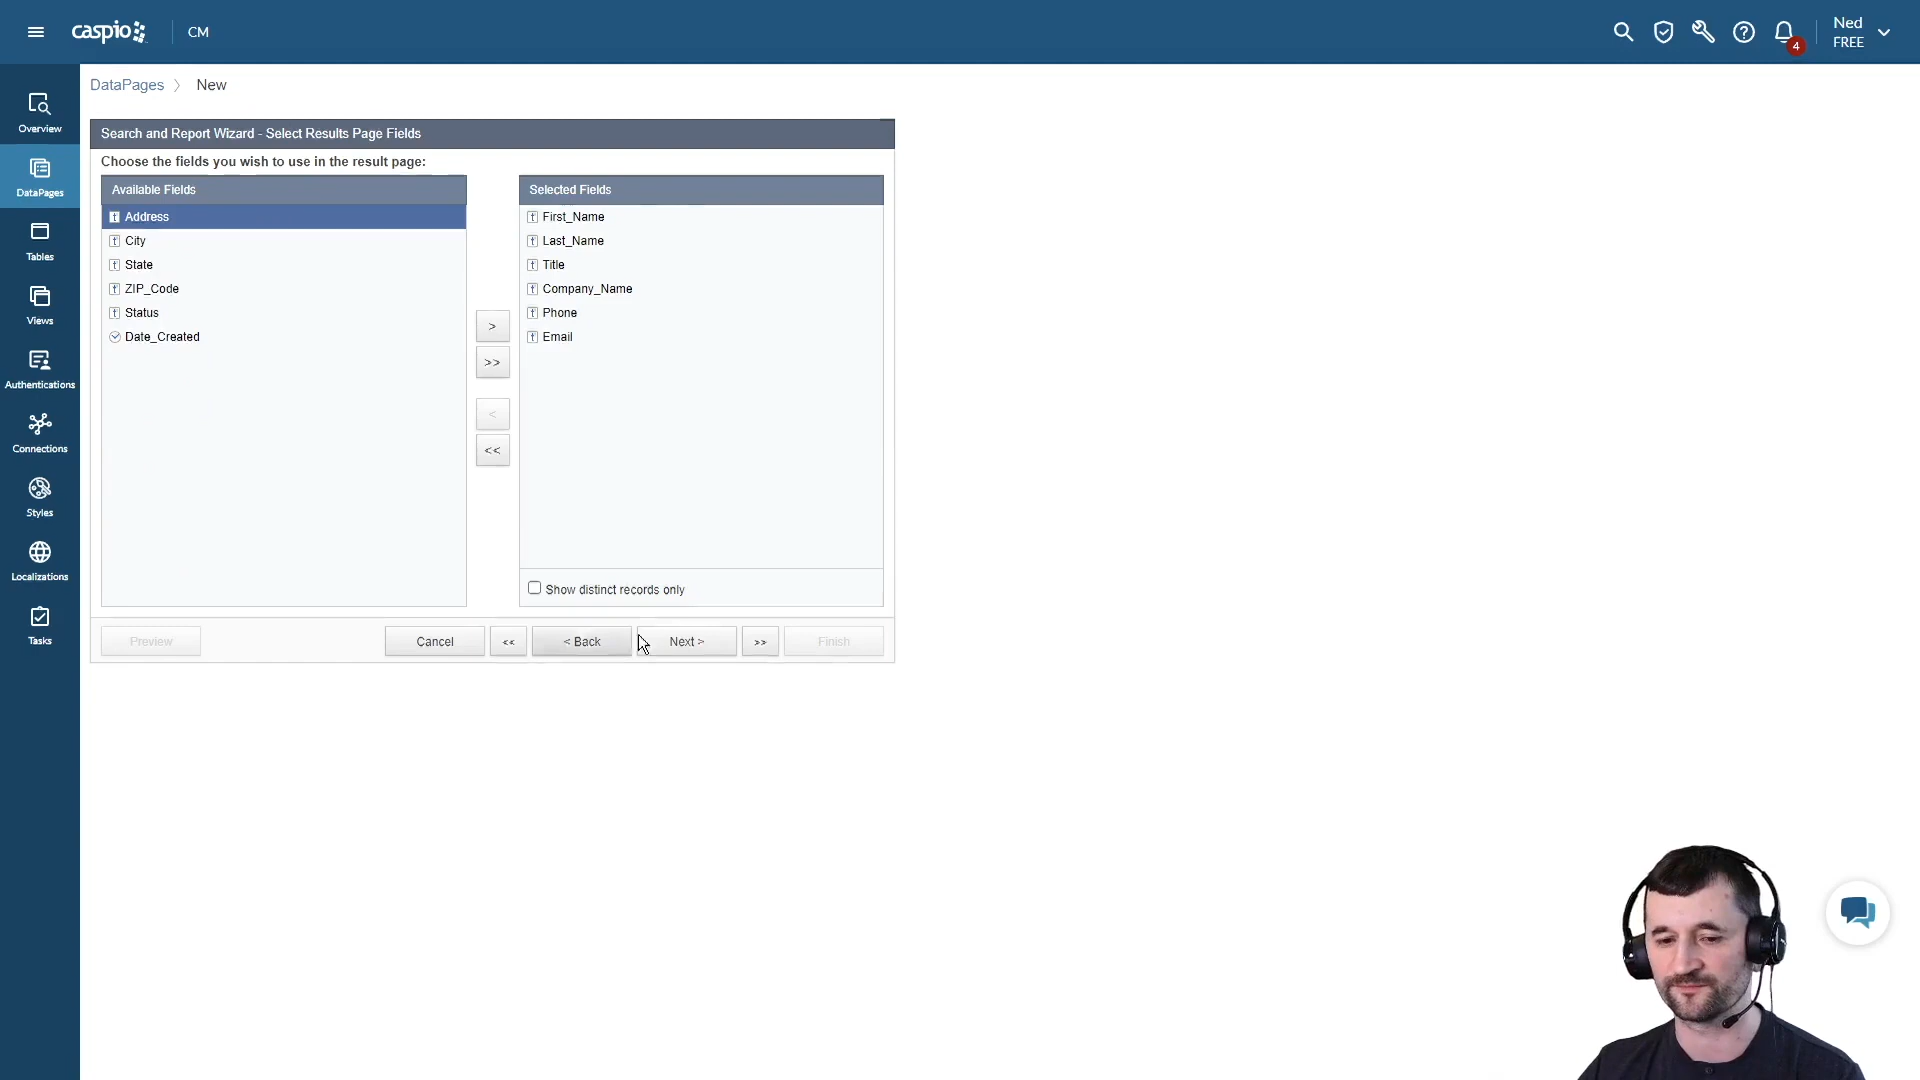 caspio
CM
4
Ned
FREE
Overview
DataPages
Tables
Views
Authentications
Connections
Styles
Localizations
Tasks
DataPages > New
Search and Report Wizard - Select Results Page Fields
Choose the fields you wish to use in the result page:
Available Fields
Address
City
State
ZIP_Code
Status
Date_Created
>
>>
<
<<
Selected Fields
First_Name
Last_Name
Title
Company_Name
Phone
Email
Show distinct records only
Preview
Cancel
<<
< Back
Next >
>>
Finish